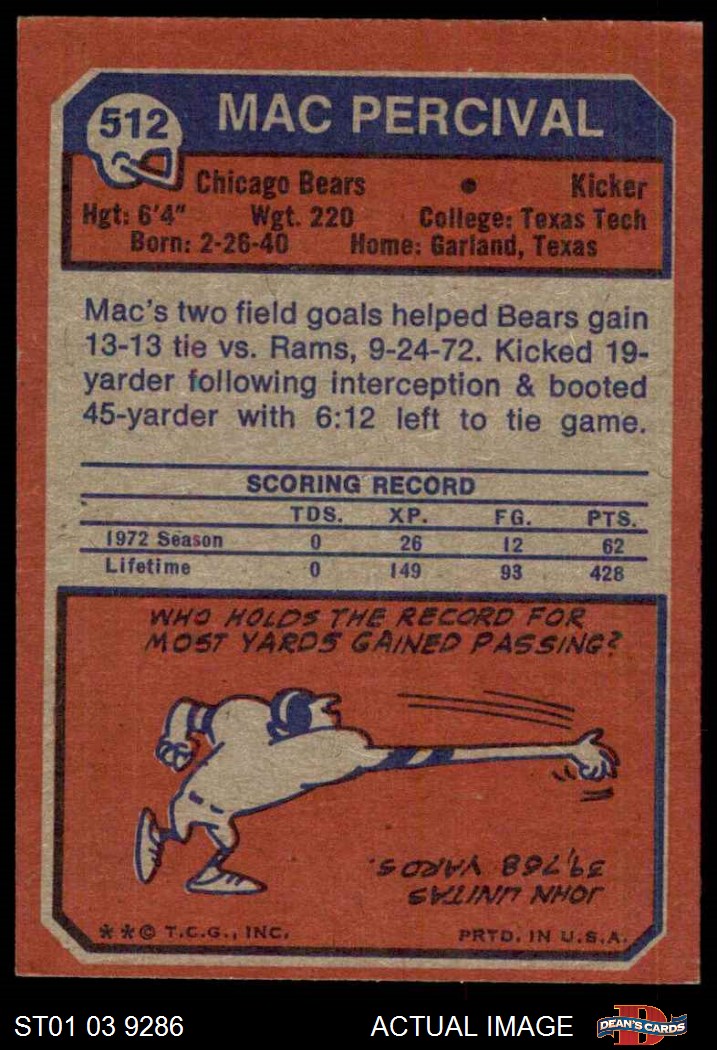 512
MAC PERCIVAL
Chicago Bears • Kicker
Hgt: 6'4" Wgt. 220 College: Texas Tech
Born: 2-26-40 Home: Garland, Texas
Mac's two field goals helped Bears gain
13-13 tie vs. Rams, 9-24-72. Kicked 19-
yarder following interception & booted
45-yarder with 6:12 left to tie game.
SCORING RECORD
TDS. XP. FG. PTS.
1972 Season 0 26 12 62
Lifetime 0 149 93 428
WHO HOLDS THE RECORD FOR
MOST YARDS GAINED PASSING?
JOHN UNITAS
39,768 YARDS.
**© T.C.G., INC. PRTD. IN U.S.A.
ST01 03 9286 ACTUAL IMAGE DEAN'S CARDS